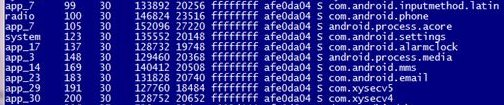 app_7 99 30 133892 20256 ffffffff afe0da04 S com.android.inputmethod.latin
radio 100 30 146824 23516 ffffffff afe0da04 S com.android.phone
app_7 105 30 152096 27220 ffffffff afe0da04 S android.process.acore
system 123 30 135552 20148 ffffffff afe0da04 S com.android.settings
app_17 137 30 128732 19748 ffffffff afe0da04 S com.android.alarmclock
app_3 148 30 129460 20368 ffffffff afe0da04 S android.process.media
app_14 169 30 140412 20508 ffffffff afe0da04 S com.android.mms
app_23 183 30 131828 20740 ffffffff afe0da04 S com.android.email
app_29 191 30 127760 18484 ffffffff afe0da04 S com.xysecv5
app_30 200 30 128752 20652 ffffffff afe0da04 S com.xysecv4